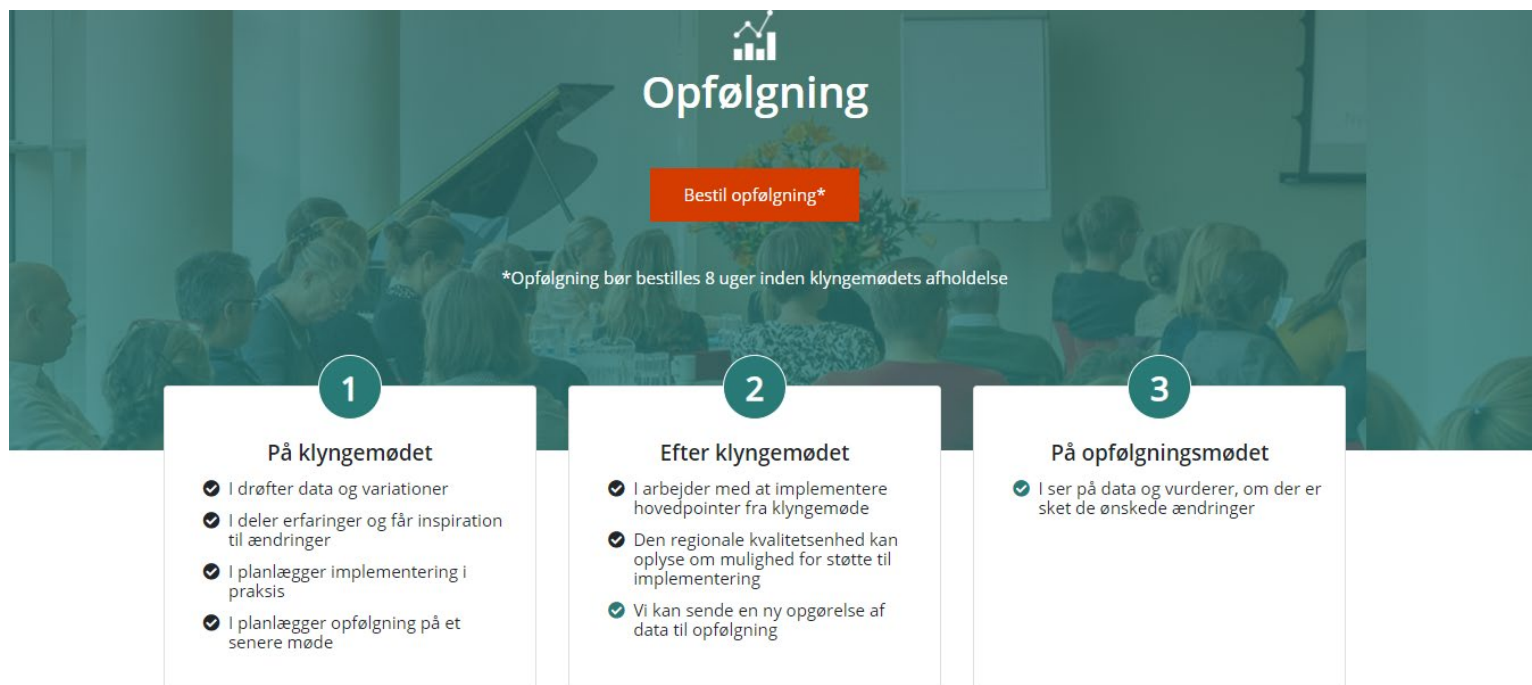 Opfølgning
Bestil opfølgning*
*Opfølgning bør bestilles 8 uger inden klyngemødets afholdelse
1
På klyngemødet
I drøfter data og variationer
I deler erfaringer og får inspiration
til ændringer
I planlægger implementering i
praksis
I planlægger opfølgning på et
senere møde
2
Efter klyngemødet
I arbejder med at implementere
hovedpointer fra klyngemøde
Den regionale kvalitetsenhed kan
oplyse om mulighed for støtte til
implementering
Vi kan sende en ny opgørelse af
data til opfølgning
3
På opfølgningsmødet
I ser på data og vurderer, om der er
sket de ønskede ændringer